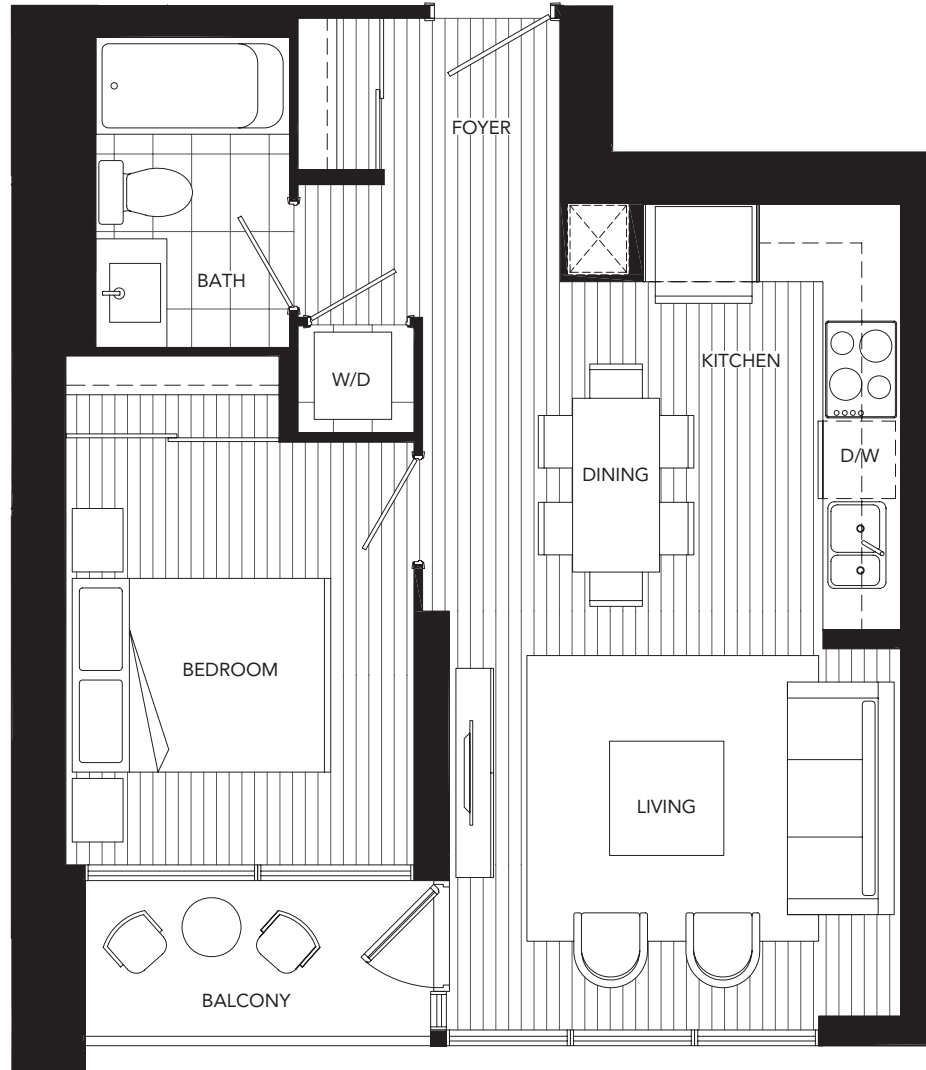 FOYER
BATH
KITCHEN
W/D
D/W
DINING
BEDROOM
LIVING
BALCONY